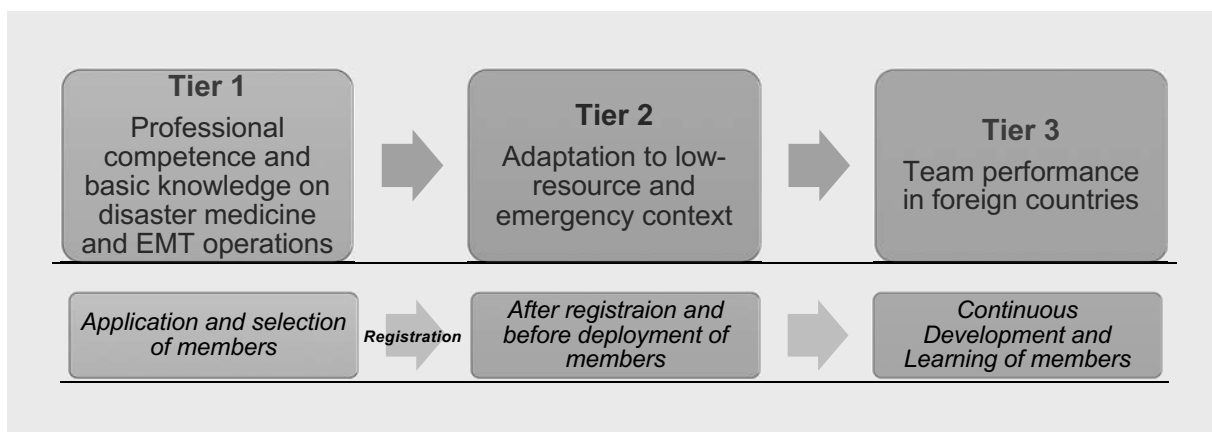 Tier 1
Professional
competence and
basic knowledge on
disaster medicine
and EMT operations
Tier 2
Adaptation to low-
resource and
emergency context
Tier 3
Team performance
in foreign countries
Application and selection
of members
Registration
After registraion and
before deployment of
members
Continuous
Development and
Learning of members